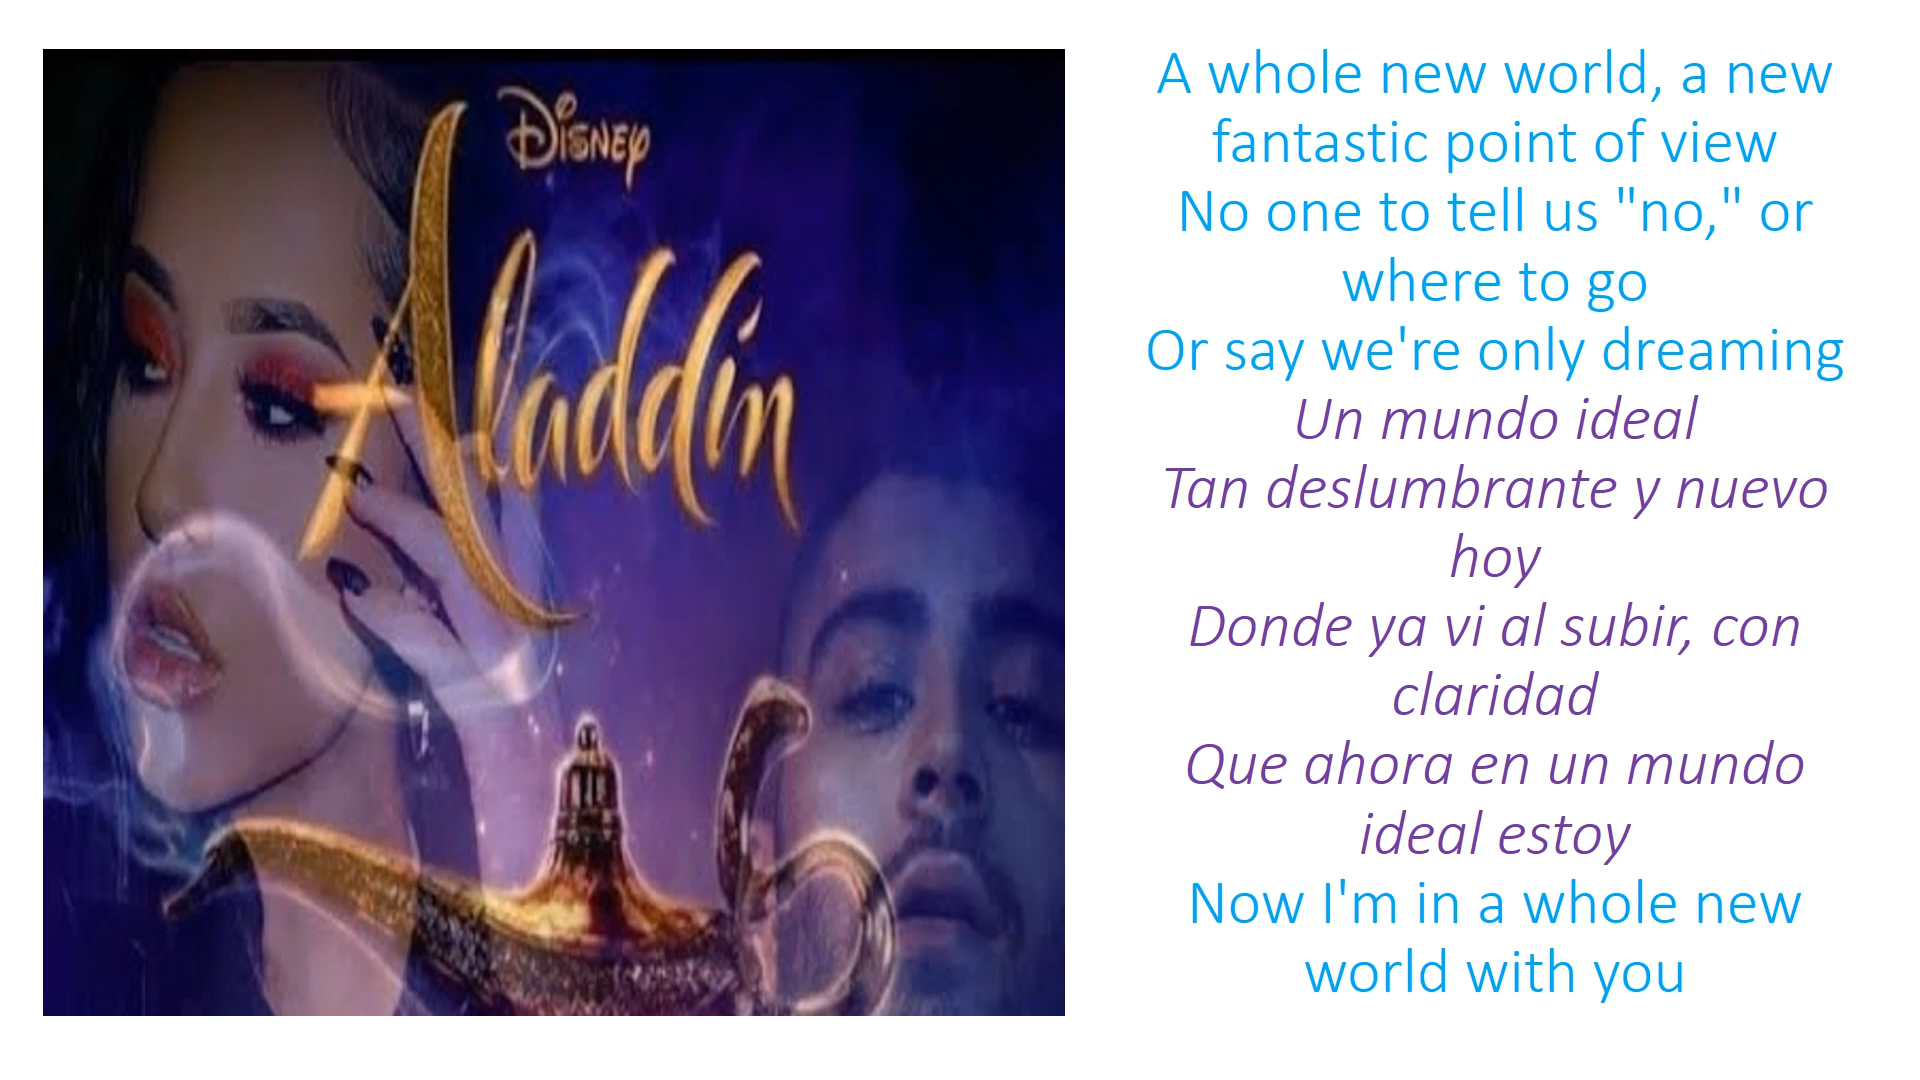 Disney
Aladdin
A whole new world, a new
fantastic point of view
No one to tell us "no," or
where to go
Or say we're only dreaming
Un mundo ideal
Tan deslumbrante y nuevo
hoy
Donde ya vi al subir, con
claridad
Que ahora en un mundo
ideal estoy
Now I'm in a whole new
world with you